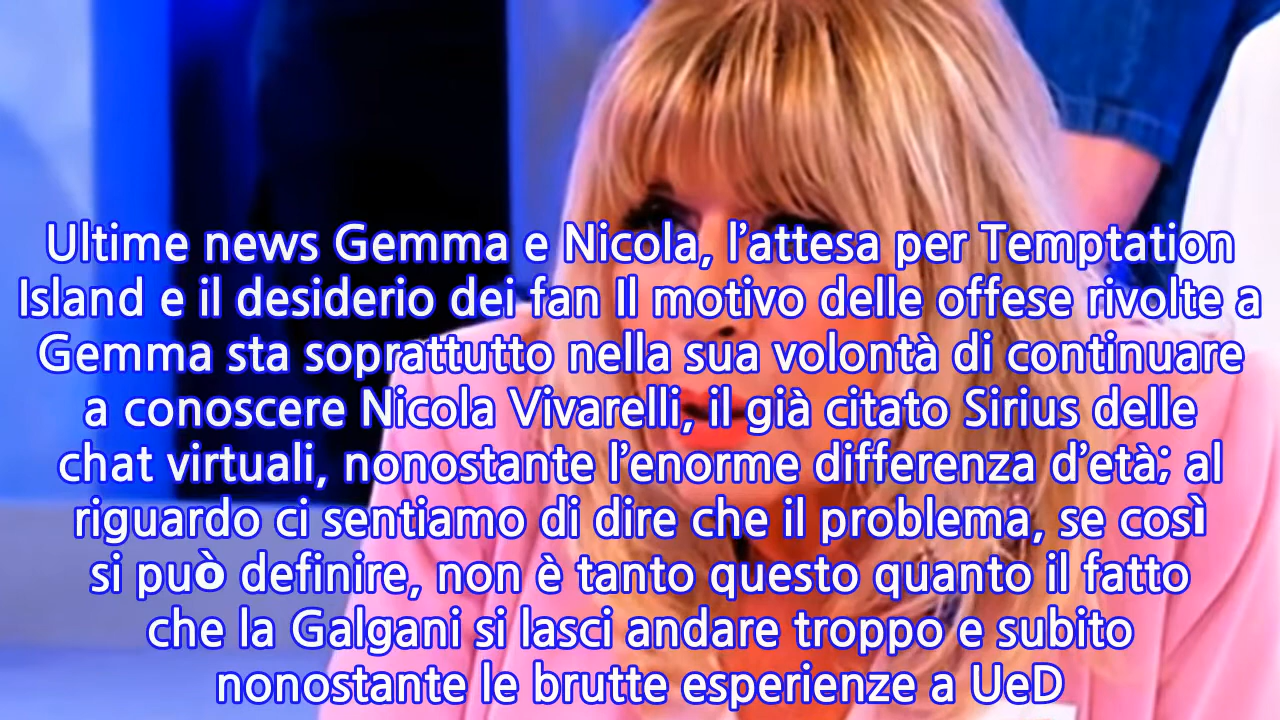 Ultime news Gemma e Nicola, l’attesa per Temptation
Island e il desiderio dei fan Il motivo delle offese rivolte a
Gemma sta soprattutto nella sua volontà di continuare
a conoscere Nicola Vivarelli, il già citato Sirius delle
chat virtuali, nonostante l’enorme differenza d’età; al
riguardo ci sentiamo di dire che il problema, se così
si può definire, non è tanto questo quanto il fatto
che la Galgani si lasci andare troppo e subito
nonostante le brutte esperienze a UeD